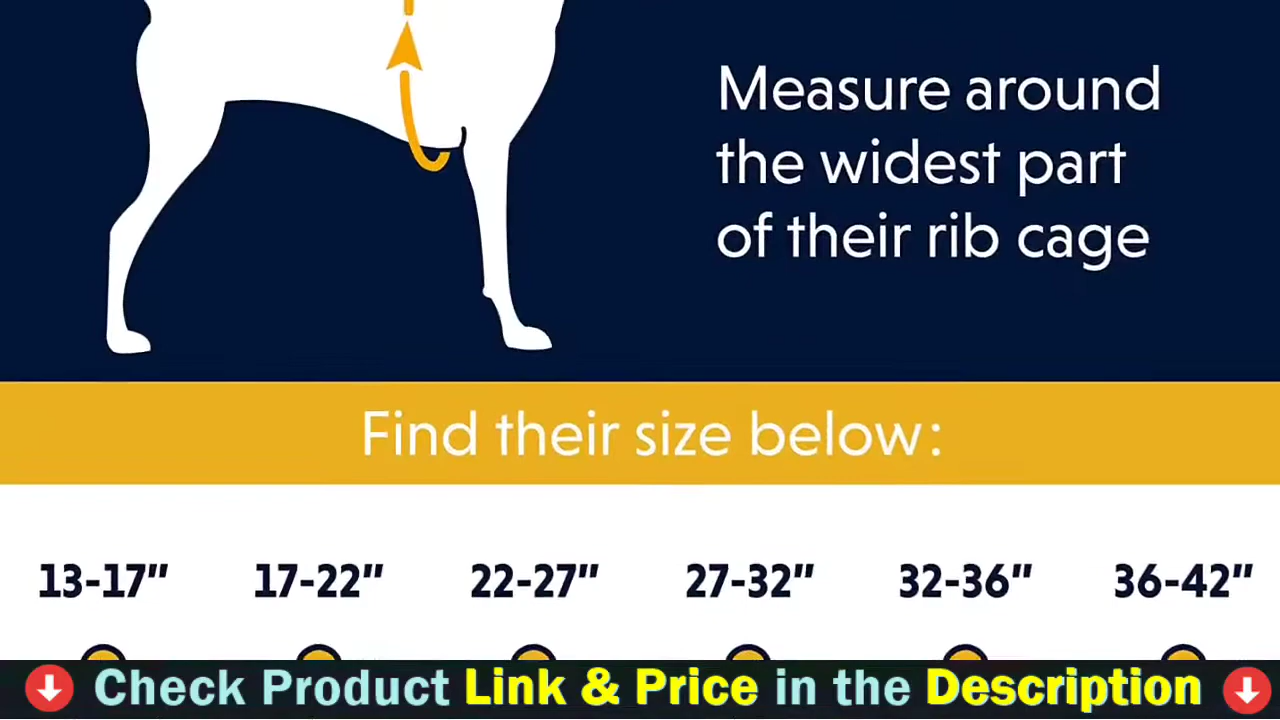 Measure around
the widest part
of their rib cage
Find their size below:
13-17" 17-22" 22-27" 27-32" 32-36" 36-42"
Check Product Link & Price in the Description